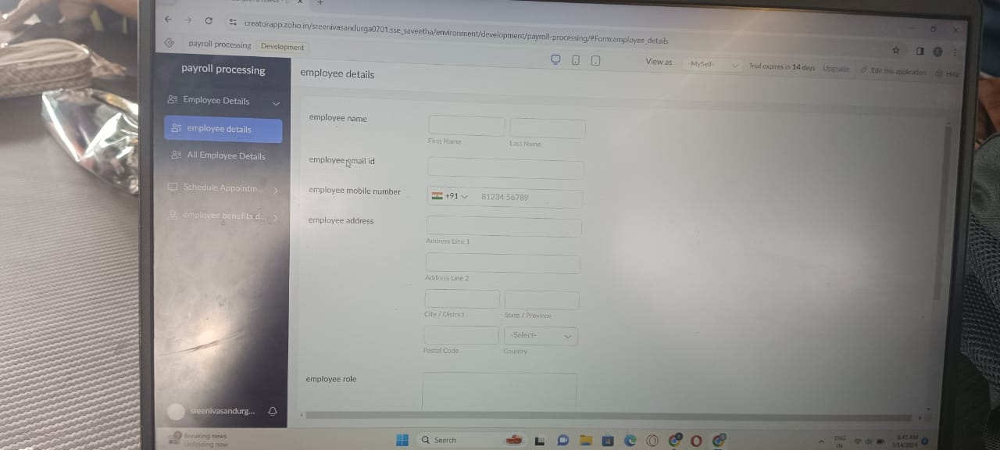 creatorapp.zoho.in/sreenivasandurga0701.sse_saveetha/environment/development/payroll-processing/#Form:employee_details
payroll processing Development
View as -MySelf- Trial expires in 14 days Upgrade Edit this application Help
payroll processing
Employee Details
employee details
All Employee Details
Schedule Appointm...
employee benefits d...
sreenivasandurg...
employee details
employee name
First Name Last Name
employee email id
employee mobile number +91 81234 56789
employee address
Address Line 1
Address Line 2
City / District State / Province
-Select-
Postal Code Country
employee role
Breaking news
Unfolding now
Search
ENG
IN
8:45 AM
3/14/2024